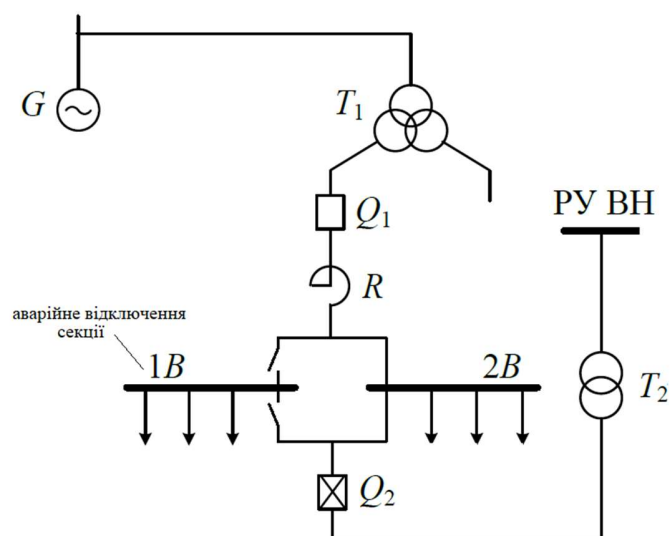 G
T1
Q1
РУ ВН
R
аварійне відключення
секції
1B
2B
T2
Q2